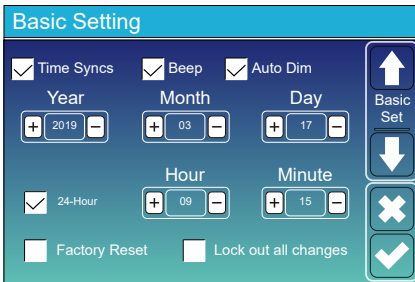 Basic Setting
Time Syncs Beep Auto Dim
Year Month Day
+ 2019 − + 03 − + 17 −
Basic
Set
Hour Minute
24-Hour + 09 − + 15 −
Factory Reset Lock out all changes